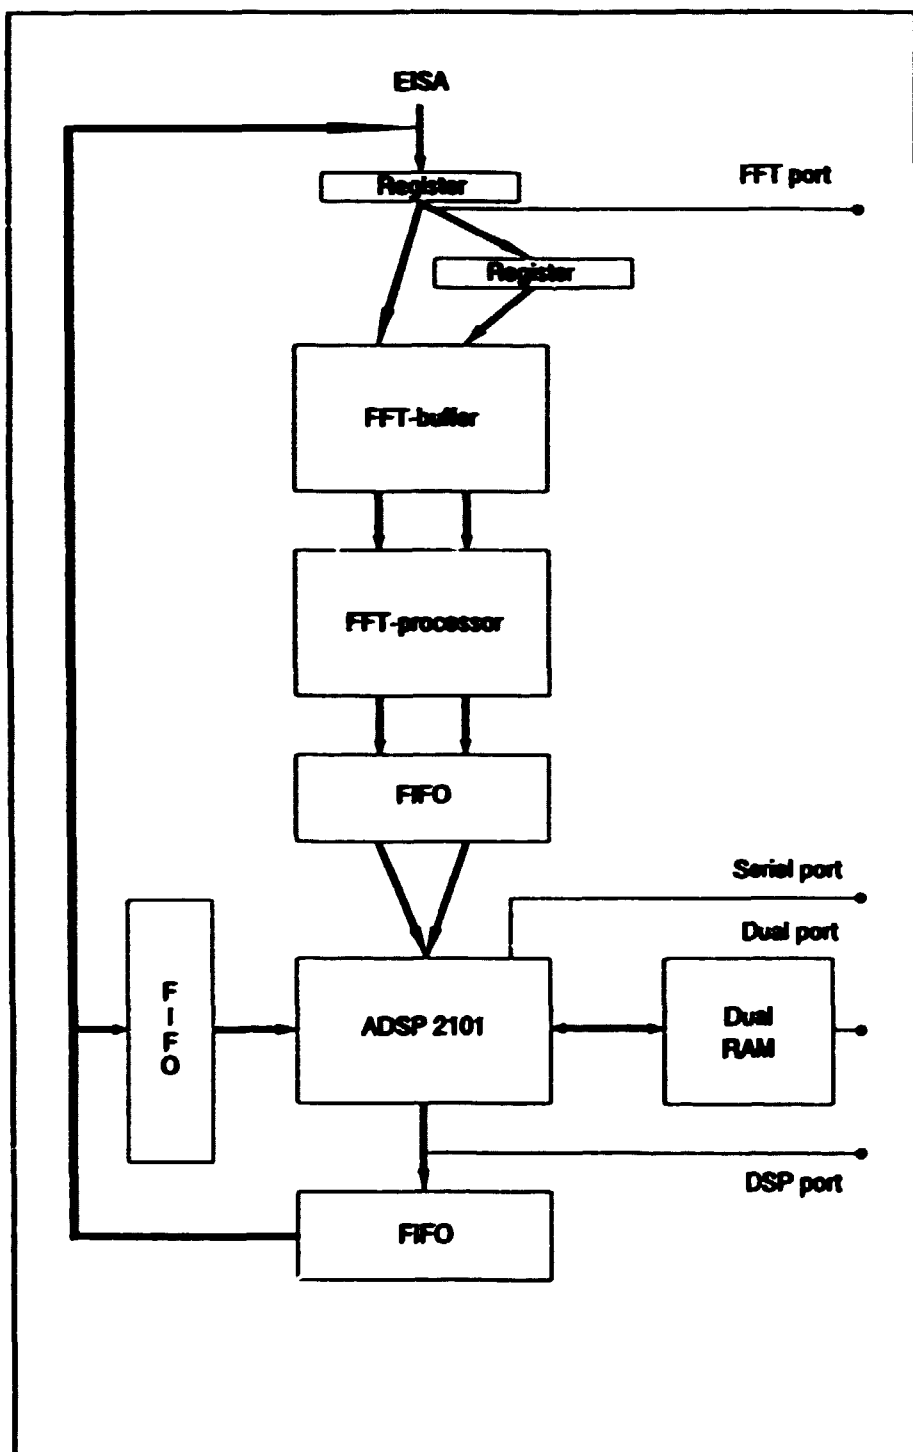 EISA
Register
FFT port
Register
FFT-buffer
FFT-processor
FIFO
Seriel port
Dual port
F
I
F
O
ADSP 2101
Dual
RAM
DSP port
FIFO